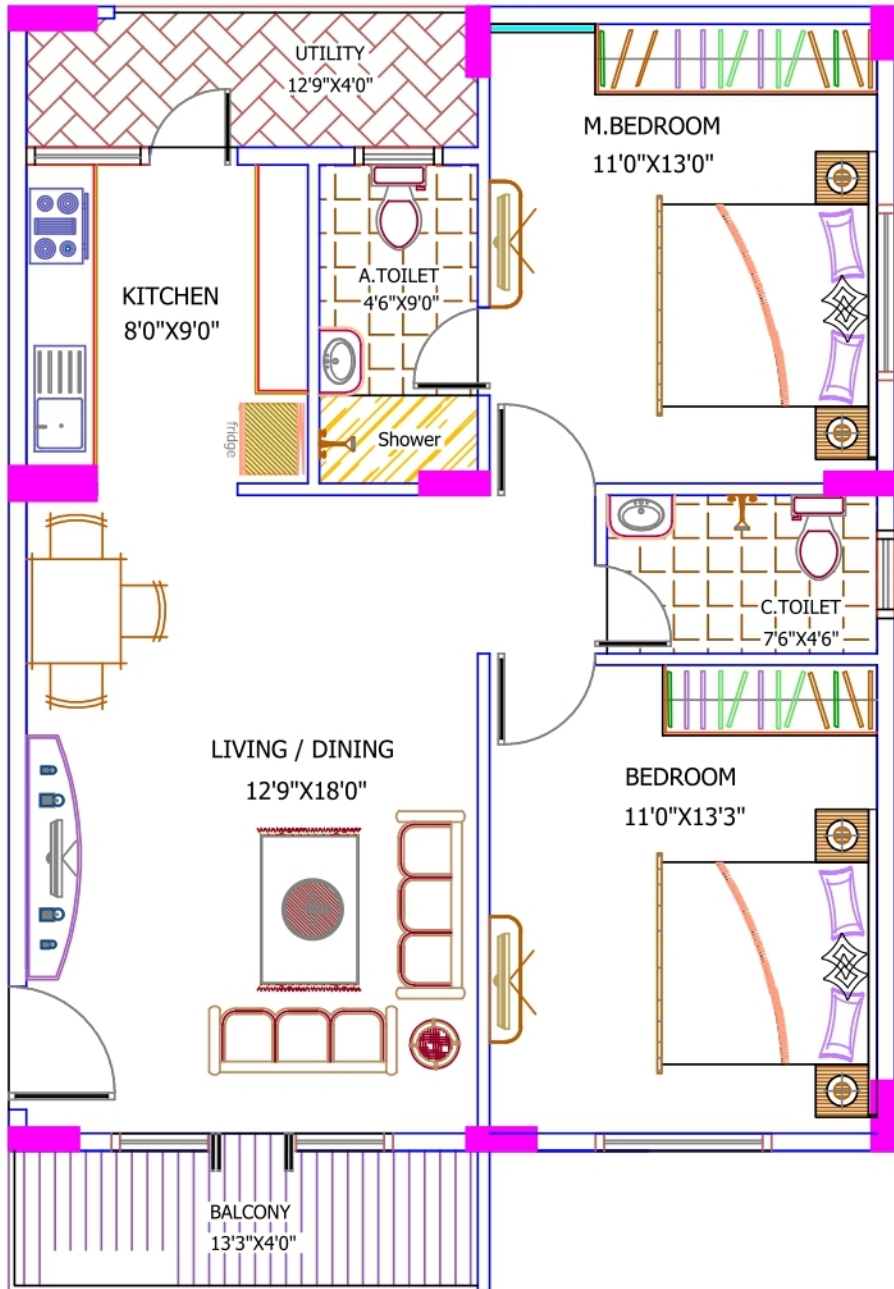 UTILITY
12'9"X4'0"
M.BEDROOM
11'0"X13'0"
A.TOILET
4'6"X9'0"
KITCHEN
8'0"X9'0"
fridge
Shower
C.TOILET
7'6"X4'6"
LIVING / DINING
12'9"X18'0"
BEDROOM
11'0"X13'3"
BALCONY
13'3"X4'0"